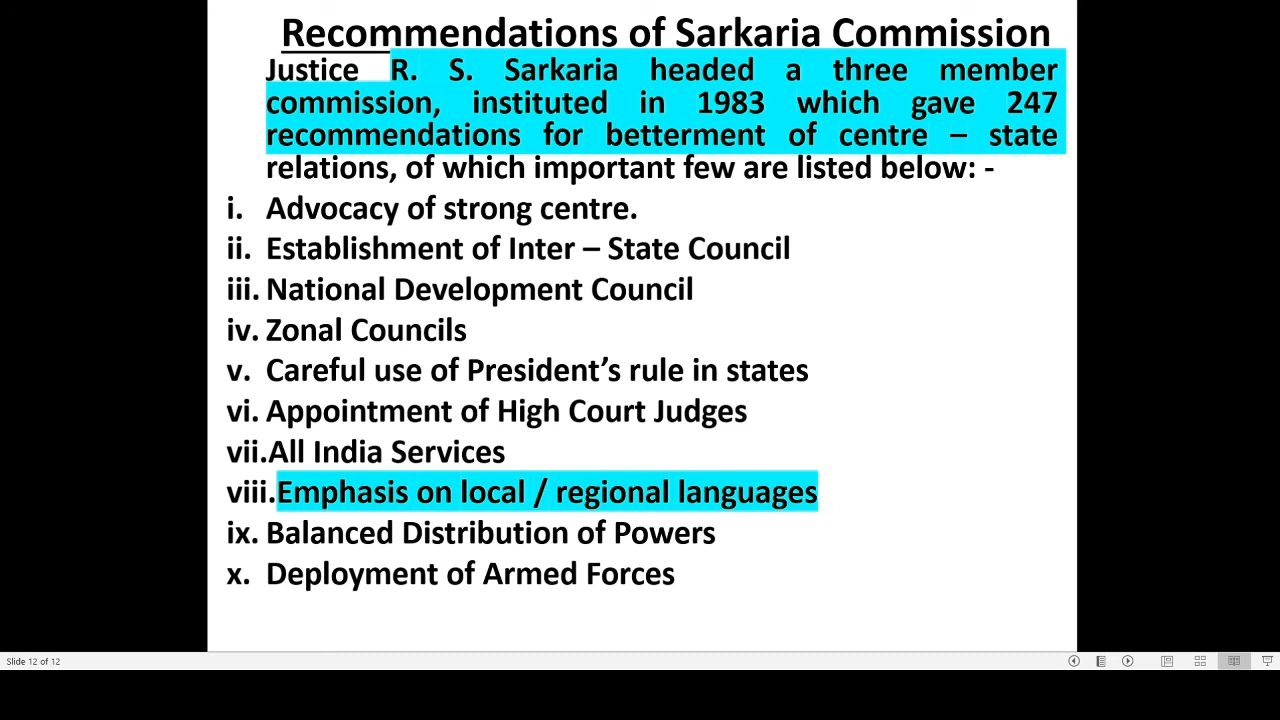 Recommendations of Sarkaria Commission
Justice R. S. Sarkaria headed a three member
commission, instituted in 1983 which gave 247
recommendations for betterment of centre – state
relations, of which important few are listed below: -
i. Advocacy of strong centre.
ii. Establishment of Inter – State Council
iii. National Development Council
iv. Zonal Councils
v. Careful use of President’s rule in states
vi. Appointment of High Court Judges
vii.All India Services
viii.Emphasis on local / regional languages
ix. Balanced Distribution of Powers
x. Deployment of Armed Forces
Slide 12 of 12